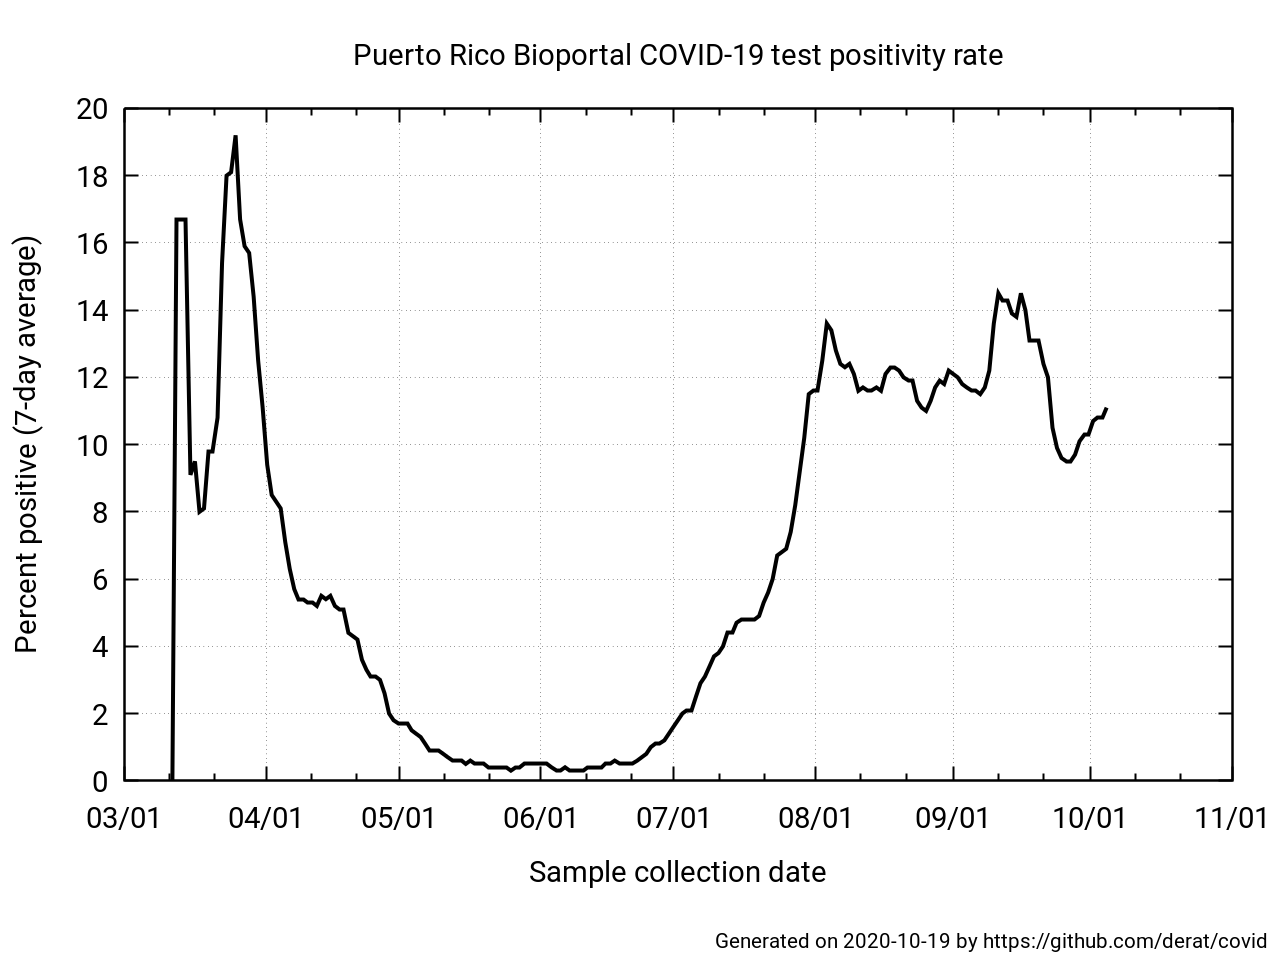 Puerto Rico Bioportal COVID-19 test positivity rate
Percent positive (7-day average)
20
18
16
14
12
10
8
6
4
2
0
03/01 04/01 05/01 06/01 07/01 08/01 09/01 10/01 11/01
Sample collection date
Generated on 2020-10-19 by https://github.com/derat/covid